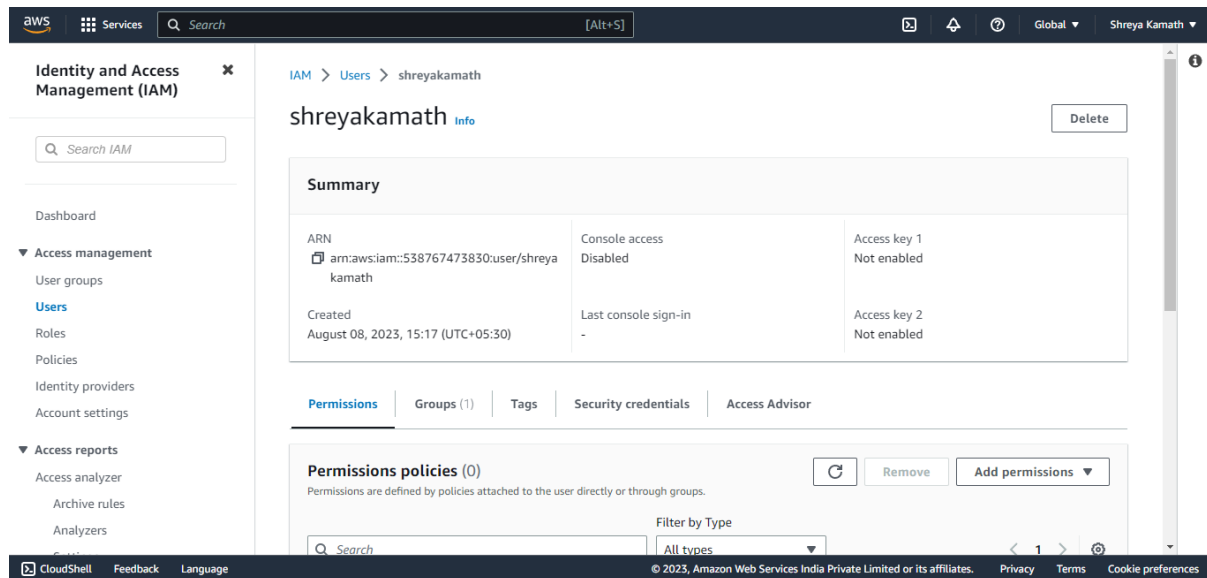 aws Services Search [Alt+S] Global ▼ Shreya Kamath ▼
Identity and Access Management (IAM)
Search IAM
Dashboard
Access management
User groups
Users
Roles
Policies
Identity providers
Account settings
Access reports
Access analyzer
Archive rules
Analyzers
IAM > Users > shreyakamath
shreyakamath Info
Delete
Summary
ARN
arn:aws:iam::538767473830:user/shreya
kamath
Console access
Disabled
Access key 1
Not enabled
Created
August 08, 2023, 15:17 (UTC+05:30)
Last console sign-in
-
Access key 2
Not enabled
Permissions Groups (1) Tags Security credentials Access Advisor
Permissions policies (0)
Remove Add permissions ▼
Permissions are defined by policies attached to the user directly or through groups.
Filter by Type
Search All types ▼ < 1 >
CloudShell Feedback Language © 2023, Amazon Web Services India Private Limited or its affiliates. Privacy Terms Cookie preferences